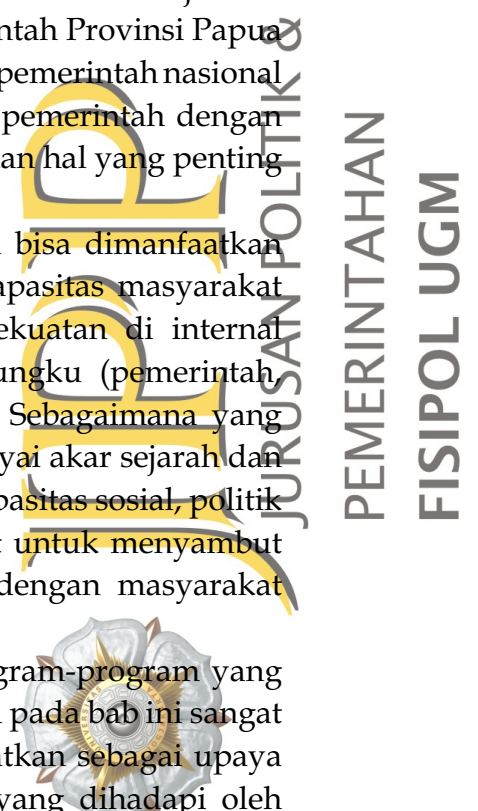 ntah Provinsi Papua
pemerintah nasional
pemerintah dengan
an hal yang penting
bisa dimanfaatkan
apasitas masyarakat
ekuatan di internal
ungku (pemerintah,
Sebagaimana yang
yai akar sejarah dan
pasitas sosial, politik
untuk menyambut
dengan masyarakat
gram-program yang
pada bab ini sangat
tkan sebagai upaya
yang dihadapi oleh
jpp
JURUSAN POLITIK &
PEMERINTAHAN
FISIPOL UGM